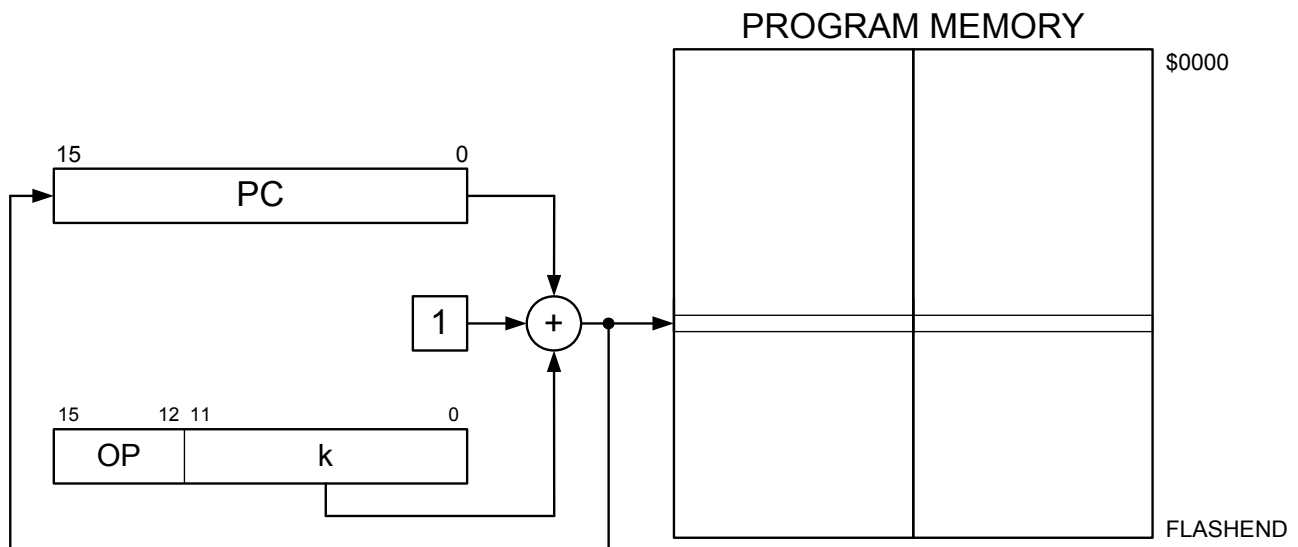 PROGRAM MEMORY
$0000
15 0
PC
1 +
15 12 11 0
OP k
FLASHEND